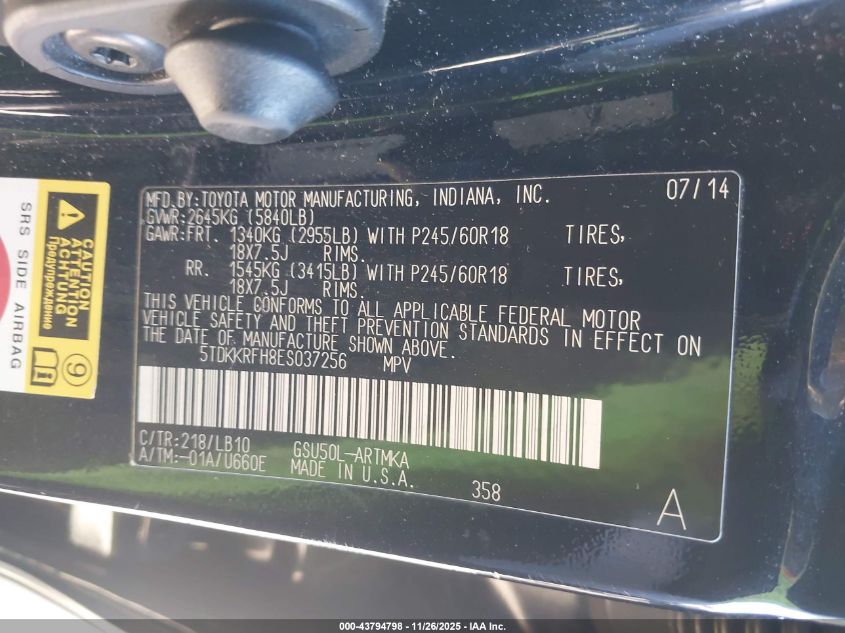 MFD.BY:TOYOTA MOTOR MANUFACTURING, INDIANA, INC. 07/14
GVWR:2645KG (5840LB)
GAWR:FRT. 1340KG (2955LB) WITH P245/60R18 TIRES,
18X7.5J RIMS.
RR. 1545KG (3415LB) WITH P245/60R18 TIRES,
18X7.5J RIMS.
THIS VEHICLE CONFORMS TO ALL APPLICABLE FEDERAL MOTOR
VEHICLE SAFETY AND THEFT PREVENTION STANDARDS IN EFFECT ON
THE DATE OF MANUFACTURE SHOWN ABOVE.
5TDKKRFH8ES037256 MPV
C/TR:218/LB10 GSU50L-ARTMKA
A/TM:-01A/U660E MADE IN U.S.A.
358
A
SRS SIDE AIRBAG
CAUTION
ATTENTION
ACHTUNG
Предупреждение
9
000-43794798 - 11/26/2025 - IAA Inc.